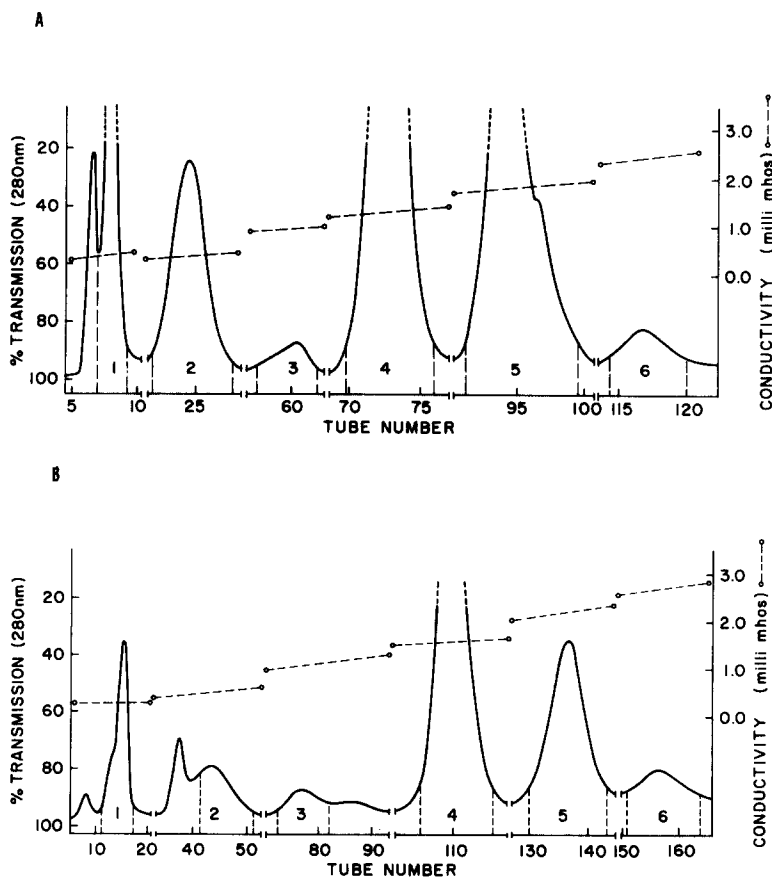 A
% TRANSMISSION (280nm)
20
40
60
80
100
3.0
2.0
1.0
0.0
CONDUCTIVITY (milli mhos)
1 2 3 4 5 6
5 10 25 60 70 75 95 100 115 120
TUBE NUMBER
B
% TRANSMISSION (280nm)
20
40
60
80
100
3.0
2.0
1.0
0.0
CONDUCTIVITY (milli mhos)
1 2 3 4 5 6
10 20 40 50 80 90 110 130 140 150 160
TUBE NUMBER